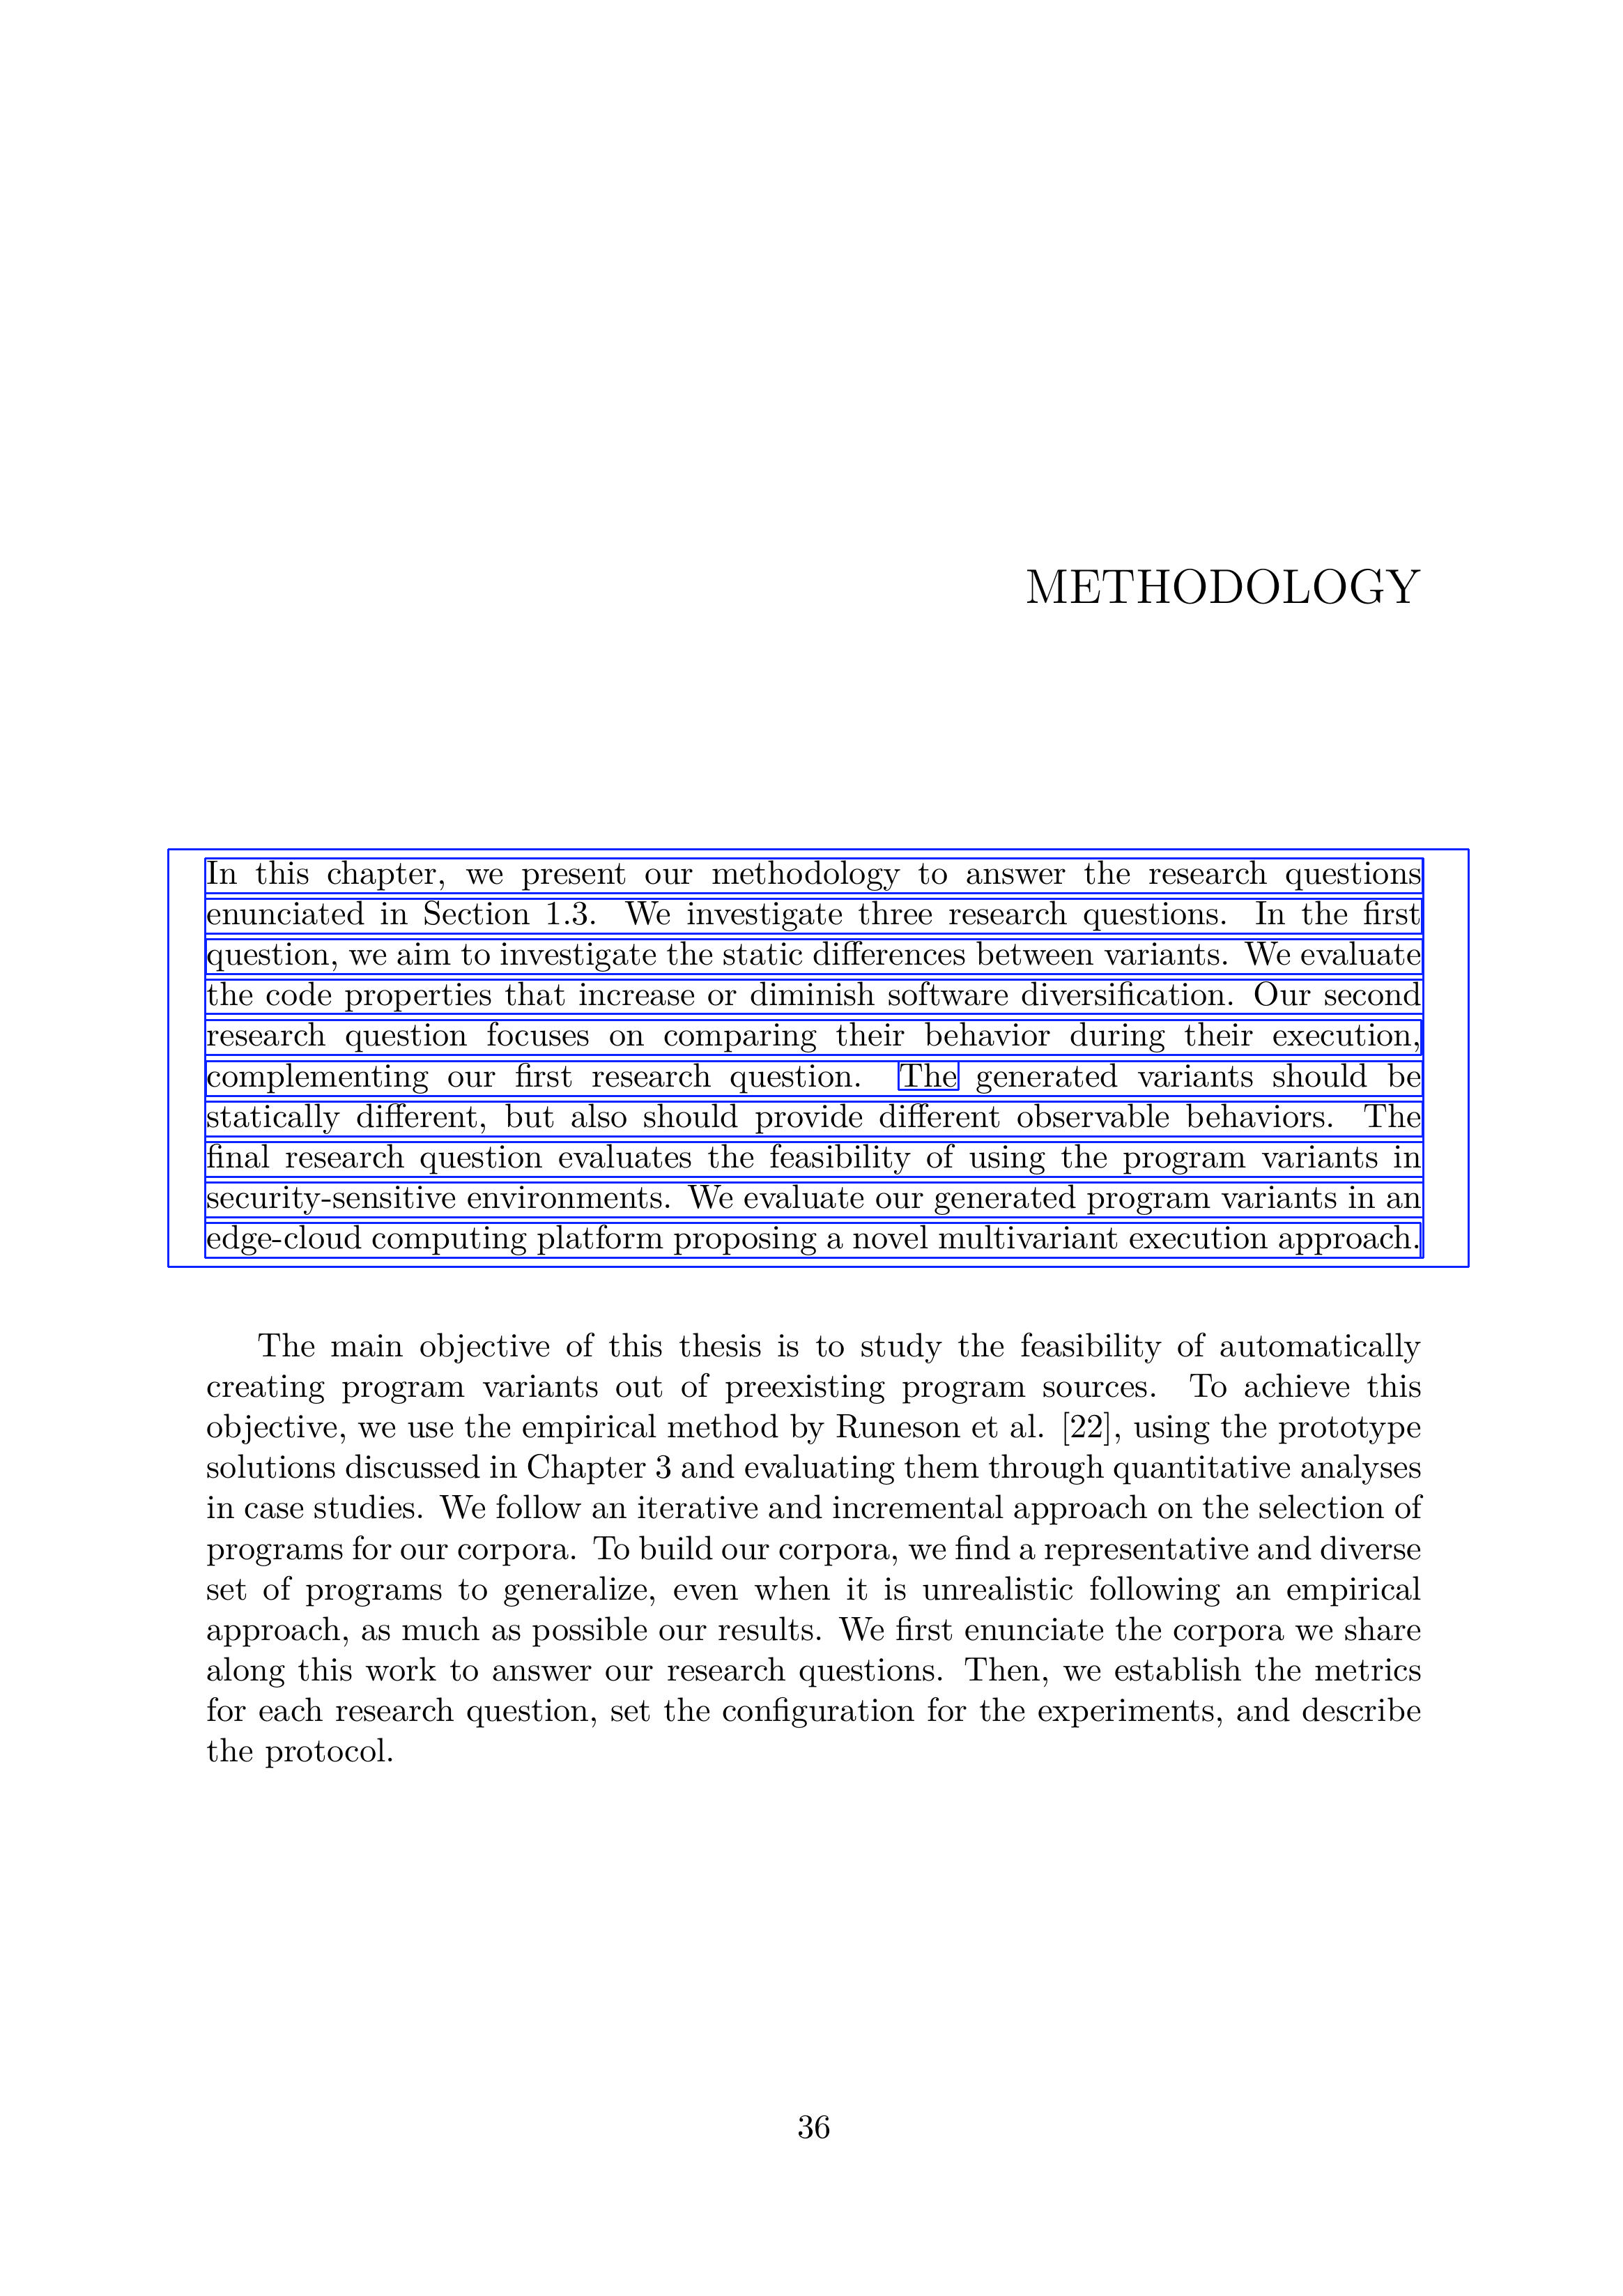 METHODOLOGY
In this chapter, we present our methodology to answer the research questions
enunciated in Section 1.3. We investigate three research questions. In the first
question, we aim to investigate the static differences between variants. We evaluate
the code properties that increase or diminish software diversification. Our second
research question focuses on comparing their behavior during their execution,
complementing our first research question. The generated variants should be
statically different, but also should provide different observable behaviors. The
final research question evaluates the feasibility of using the program variants in
security-sensitive environments. We evaluate our generated program variants in an
edge-cloud computing platform proposing a novel multivariant execution approach.
The main objective of this thesis is to study the feasibility of automatically
creating program variants out of preexisting program sources. To achieve this
objective, we use the empirical method by Runeson et al. [22], using the prototype
solutions discussed in Chapter 3 and evaluating them through quantitative analyses
in case studies. We follow an iterative and incremental approach on the selection of
programs for our corpora. To build our corpora, we find a representative and diverse
set of programs to generalize, even when it is unrealistic following an empirical
approach, as much as possible our results. We first enunciate the corpora we share
along this work to answer our research questions. Then, we establish the metrics
for each research question, set the configuration for the experiments, and describe
the protocol.
36